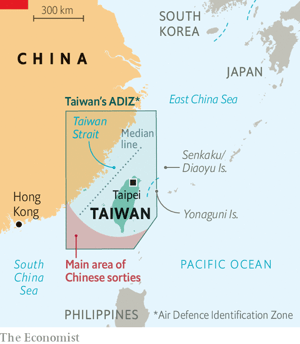 300 km
SOUTH
KOREA
CHINA
JAPAN
Taiwan's ADIZ*
East China Sea
Taiwan
Strait
Median
line
Senkaku/
Diaoyu Is.
Taipei
Hong
Kong
TAIWAN
Yonaguni Is.
South
China
Sea
Main area of
Chinese sorties
PACIFIC OCEAN
PHILIPPINES
*Air Defence Identification Zone
The Economist